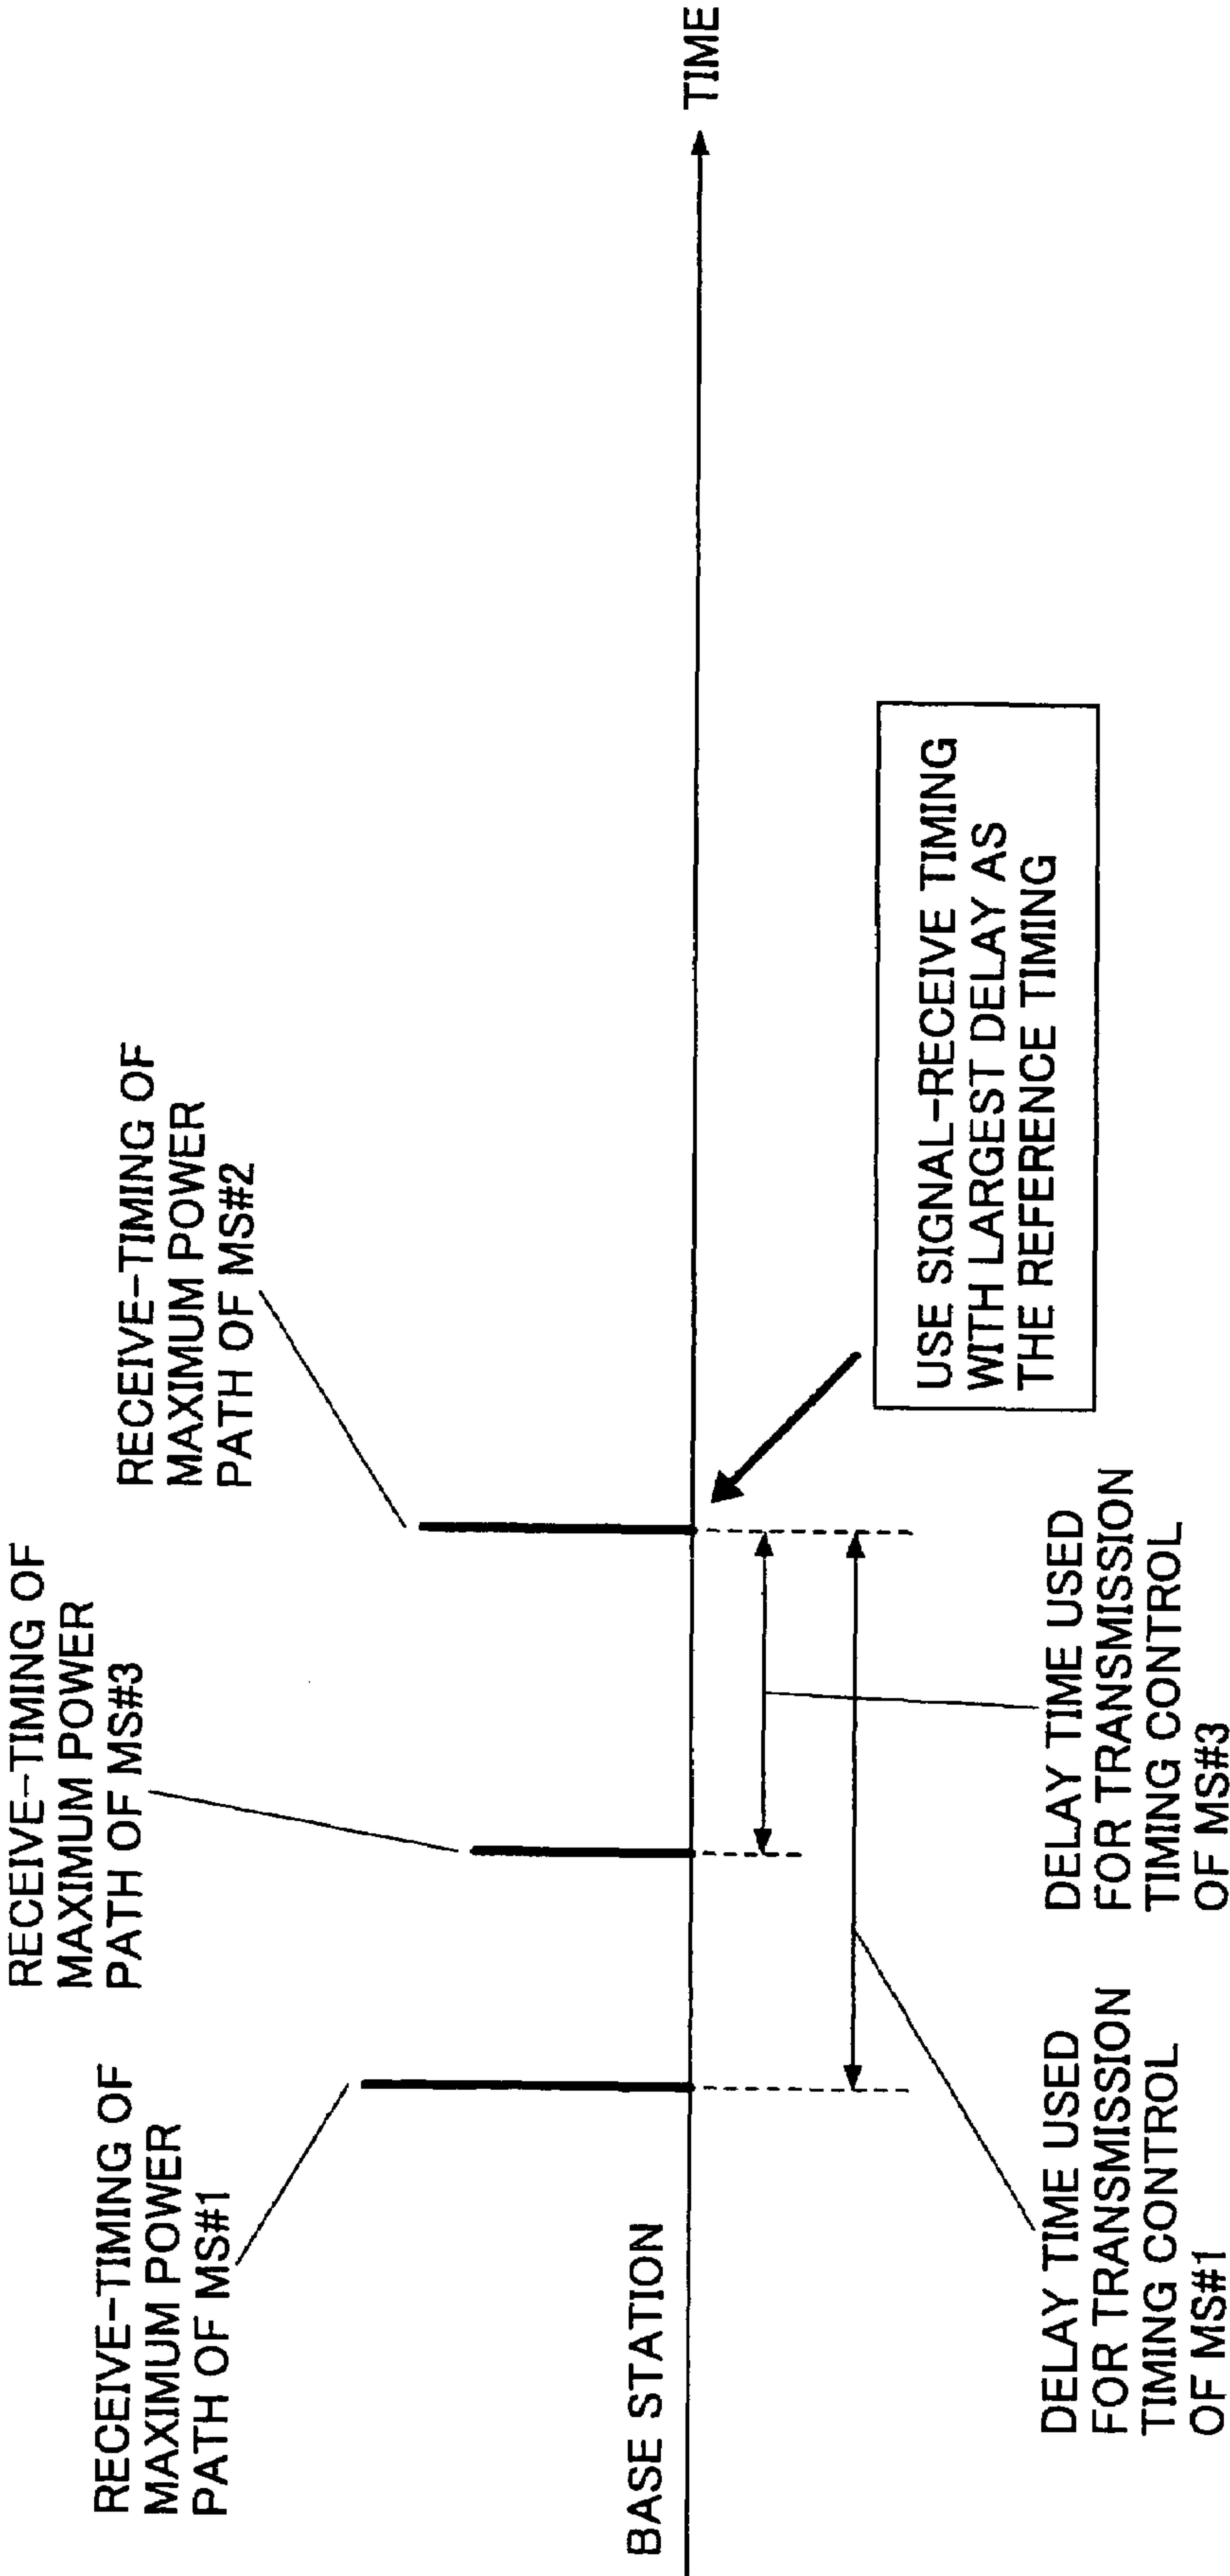 RECEIVE-TIMING OF
MAXIMUM POWER
PATH OF MS#1
RECEIVE-TIMING OF
MAXIMUM POWER
PATH OF MS#3
RECEIVE-TIMING OF
MAXIMUM POWER
PATH OF MS#2
BASE STATION
TIME
USE SIGNAL-RECEIVE TIMING
WITH LARGEST DELAY AS
THE REFERENCE TIMING
DELAY TIME USED
FOR TRANSMISSION
TIMING CONTROL
OF MS#1
DELAY TIME USED
FOR TRANSMISSION
TIMING CONTROL
OF MS#3